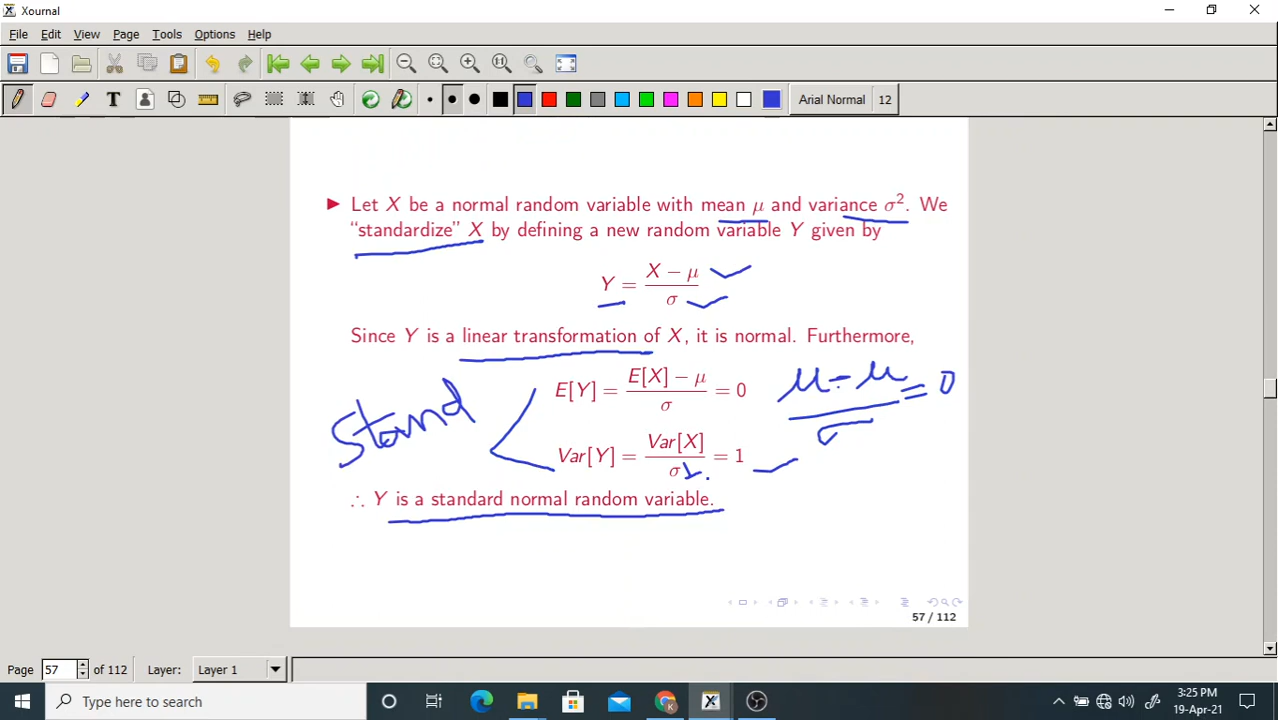 Xournal
File Edit View Page Tools Options Help
Arial Normal 12
► Let X be a normal random variable with mean μ and variance σ². We
“standardize” X by defining a new random variable Y given by
Y = (X − μ)/σ
Since Y is a linear transformation of X, it is normal. Furthermore,
E[Y] = (E[X] − μ)/σ = 0
μ − μ = 0
σ
Stand
Var[Y] = Var[X]/σ² = 1
∴ Y is a standard normal random variable.
57 / 112
Page 57 of 112 Layer: Layer 1
Type here to search
3:25 PM
19-Apr-21